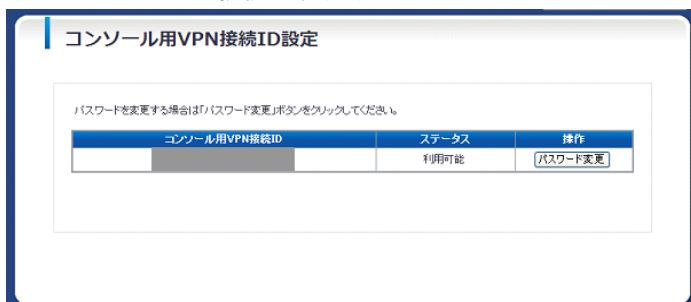 コンソール用VPN接続ID設定
パスワードを変更する場合は「パスワード変更」ボタンをクリックしてください。
コンソール用VPN接続ID ステータス 操作
利用可能 パスワード変更